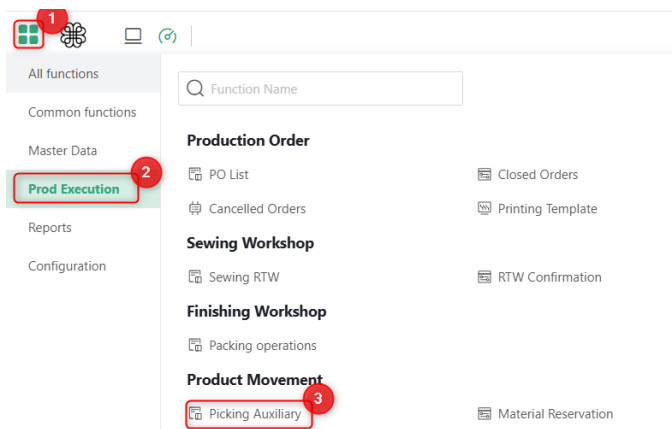 1
All functions
Function Name
Common functions
Master Data
2
Prod Execution
Reports
Configuration
Production Order
PO List
Closed Orders
Cancelled Orders
Printing Template
Sewing Workshop
Sewing RTW
RTW Confirmation
Finishing Workshop
Packing operations
Product Movement
3
Picking Auxiliary
Material Reservation